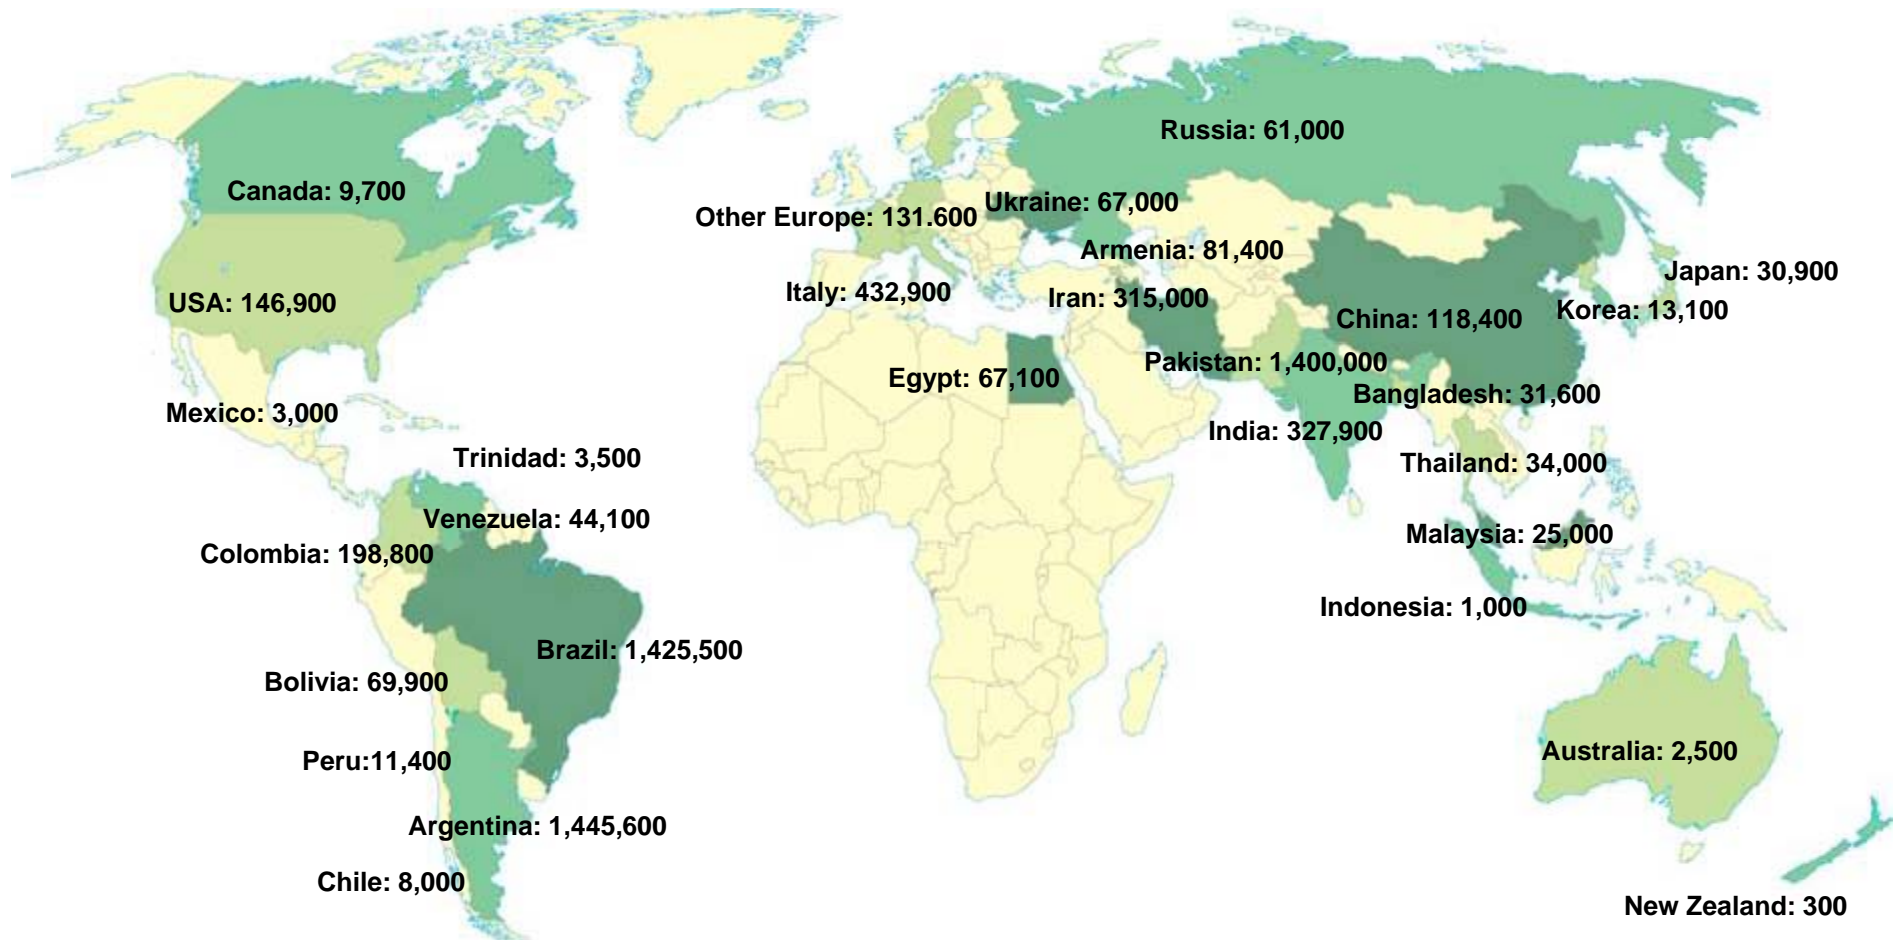 Russia: 61,000
Canada: 9,700
Ukraine: 67,000
Other Europe: 131.600
Armenia: 81,400
Japan: 30,900
Italy: 432,900
Iran: 315,000
USA: 146,900
Korea: 13,100
China: 118,400
Pakistan: 1,400,000
Egypt: 67,100
Bangladesh: 31,600
Mexico: 3,000
India: 327,900
Trinidad: 3,500
Thailand: 34,000
Venezuela: 44,100
Malaysia: 25,000
Colombia: 198,800
Indonesia: 1,000
Brazil: 1,425,500
Bolivia: 69,900
Australia: 2,500
Peru:11,400
Argentina: 1,445,600
Chile: 8,000
New Zealand: 300